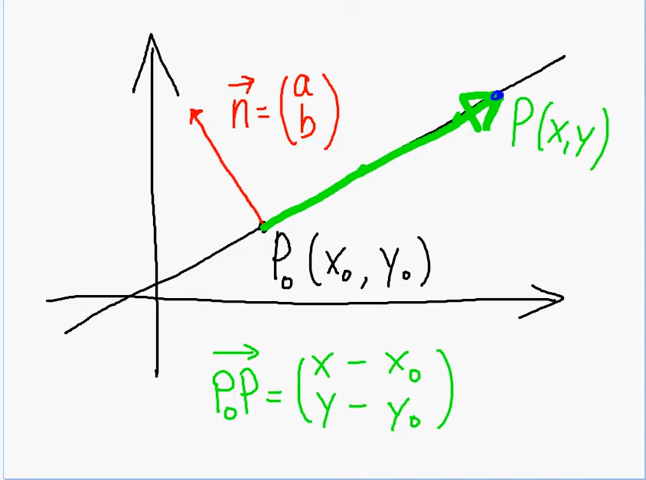 n⃗ = (a
b)
P(x,y)
P₀(x₀, y₀)
P₀P⃗ = (x - x₀
y - y₀)